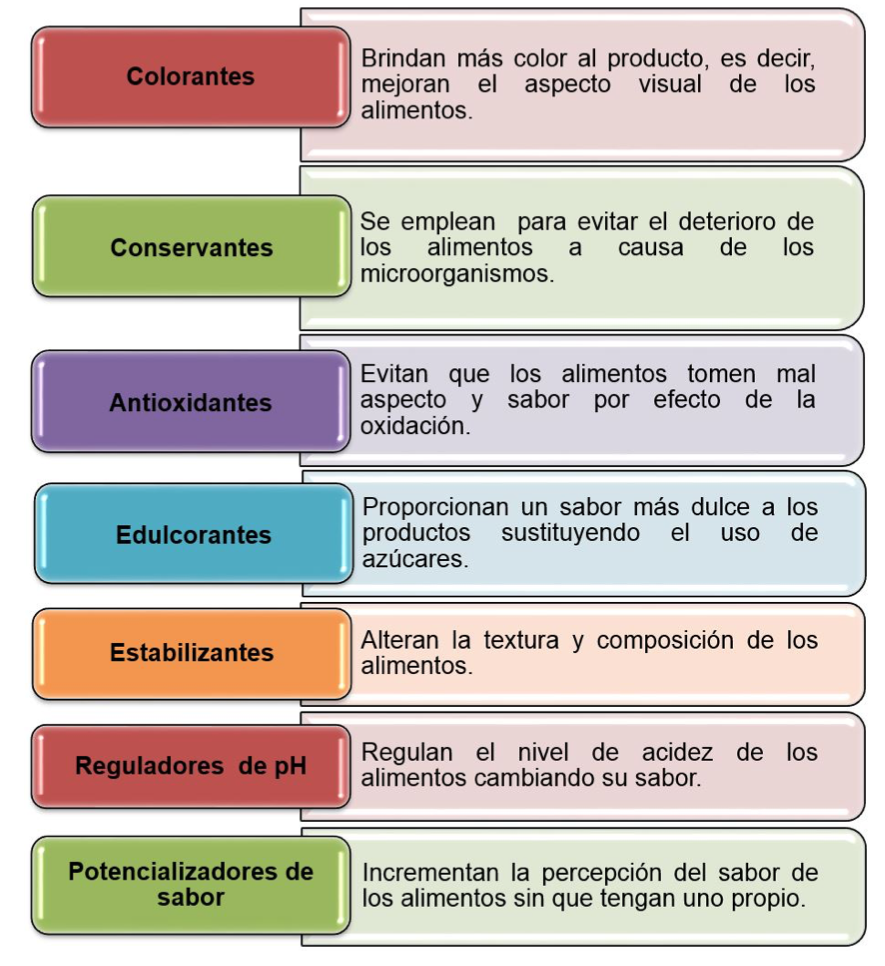 Colorantes
Brindan más color al producto, es decir,
mejoran el aspecto visual de los
alimentos.
Conservantes
Se emplean para evitar el deterioro de
los alimentos a causa de los
microorganismos.
Antioxidantes
Evitan que los alimentos tomen mal
aspecto y sabor por efecto de la
oxidación.
Edulcorantes
Proporcionan un sabor más dulce a los
productos sustituyendo el uso de
azúcares.
Estabilizantes
Alteran la textura y composición de los
alimentos.
Reguladores de pH
Regulan el nivel de acidez de los
alimentos cambiando su sabor.
Potencializadores de
sabor
Incrementan la percepción del sabor de
los alimentos sin que tengan uno propio.